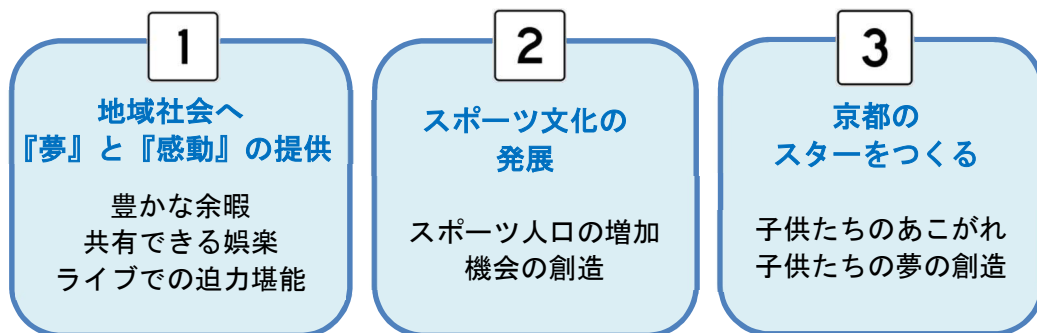 1
地域社会へ
『夢』と『感動』の提供
豊かな余暇
共有できる娯楽
ライブでの迫力堪能
2
スポーツ文化の
発展
スポーツ人口の増加
機会の創造
3
京都の
スターをつくる
子供たちのあこがれ
子供たちの夢の創造